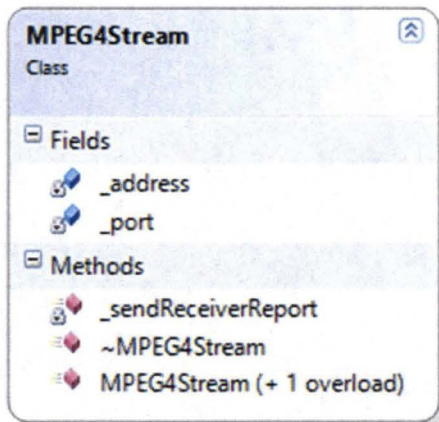 MPEG4Stream
Class
Fields
_address
_port
Methods
_sendReceiverReport
~MPEG4Stream
MPEG4Stream (+ 1 overload)